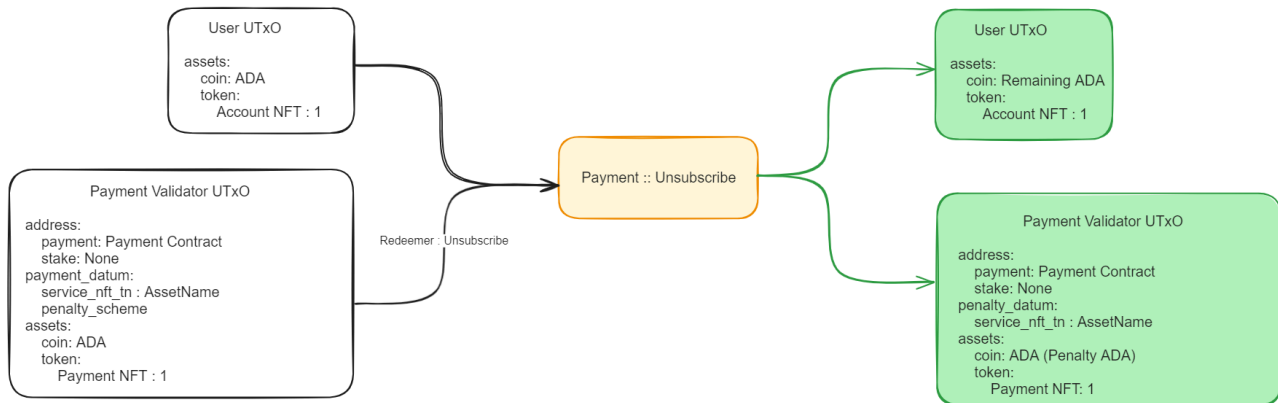 User UTxO
assets:
coin: ADA
token:
Account NFT : 1
Payment Validator UTxO
address:
payment: Payment Contract
stake: None
payment_datum:
service_nft_tn : AssetName
penalty_scheme
assets:
coin: ADA
token:
Payment NFT : 1
Redeemer : Unsubscribe
Payment :: Unsubscribe
User UTxO
assets:
coin: Remaining ADA
token:
Account NFT : 1
Payment Validator UTxO
address:
payment: Payment Contract
stake: None
penalty_datum:
service_nft_tn : AssetName
assets:
coin: ADA (Penalty ADA)
token:
Payment NFT: 1